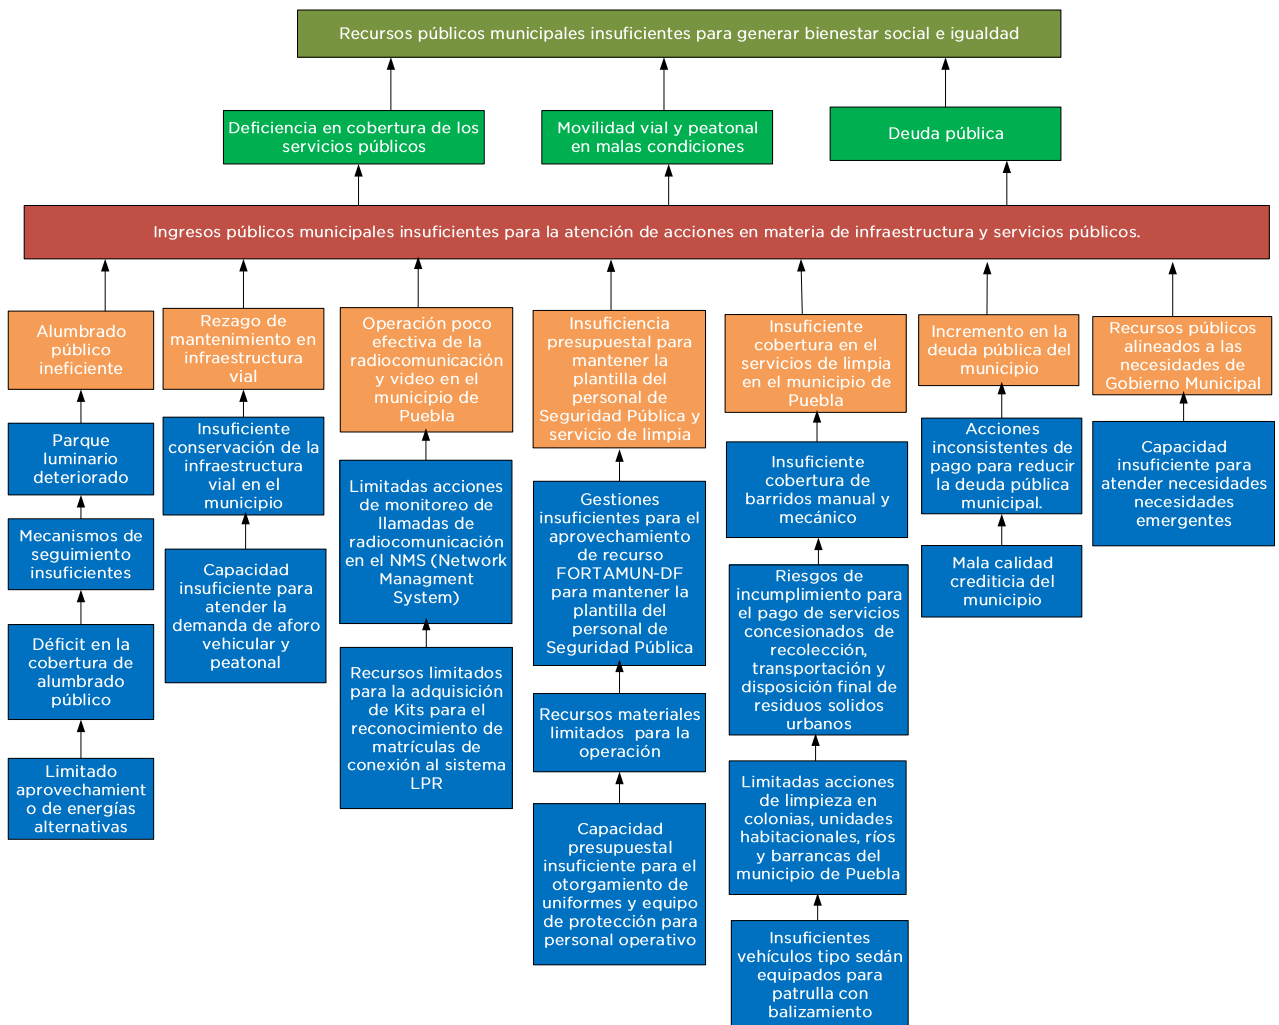 Recursos públicos municipales insuficientes para generar bienestar social e igualdad
Deficiencia en cobertura de los
servicios públicos
Movilidad vial y peatonal
en malas condiciones
Deuda pública
Ingresos públicos municipales insuficientes para la atención de acciones en materia de infraestructura y servicios públicos.
Alumbrado
público
ineficiente
Parque
luminario
deteriorado
Mecanismos de
seguimiento
insuficientes
Déficit en la
cobertura de
alumbrado
público
Limitado
aprovechamient
o de energías
alternativas
Rezago de
mantenimiento en
infraestructura
vial
Insuficiente
conservación de la
infraestructura
vial en el
municipio
Capacidad
insuficiente para
atender la
demanda de aforo
vehicular y
peatonal
Operación poco
efectiva de la
radiocomunicación
y video en el
municipio de
Puebla
Limitadas acciones
de monitoreo de
llamadas de
radiocomunicación
en el NMS (Network
Managment
System)
Recursos limitados
para la adquisición
de Kits para el
reconocimiento de
matrículas de
conexión al sistema
LPR
Insuficiencia
presupuestal para
mantener la
plantilla del
personal de
Seguridad Pública y
servicio de limpia
Gestiones
insuficientes para el
aprovechamiento
de recurso
FORTAMUN-DF
para mantener la
plantilla del
personal de
Seguridad Pública
Recursos materiales
limitados para la
operación
Capacidad
presupuestal
insuficiente para el
otorgamiento de
uniformes y equipo
de protección para
personal operativo
Insuficiente
cobertura en el
servicios de limpia
en el municipio de
Puebla
Insuficiente
cobertura de
barridos manual y
mecánico
Riesgos de
incumplimiento para
el pago de servicios
concesionados de
recolección,
transportación y
disposición final de
residuos solidos
urbanos
Limitadas acciones
de limpieza en
colonias, unidades
habitacionales, ríos
y barrancas del
municipio de Puebla
Insuficientes
vehículos tipo sedán
equipados para
patrulla con
balizamiento
Incremento en la
deuda pública del
municipio
Acciones
inconsistentes de
pago para reducir
la deuda pública
municipal.
Mala calidad
crediticia del
municipio
Recursos públicos
alineados a las
necesidades de
Gobierno Municipal
Capacidad
insuficiente para
atender necesidades
necesidades
emergentes